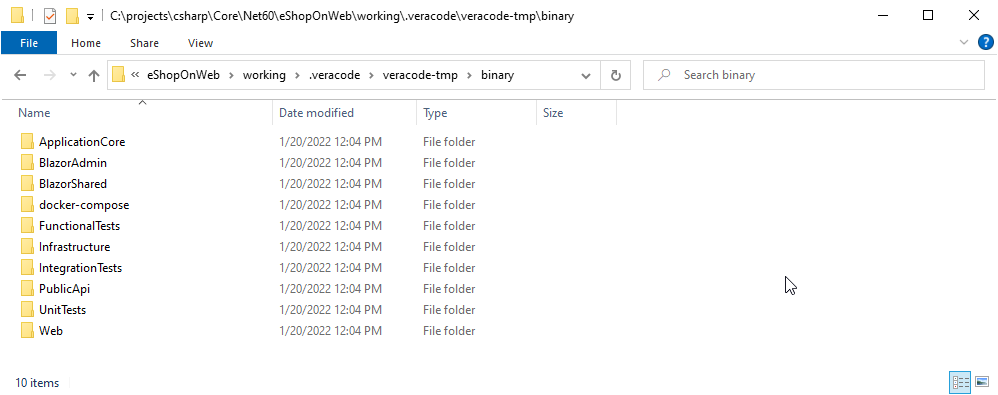 C:\projects\csharp\Core\Net60\eShopOnWeb\working\.veracode\veracode-tmp\binary
File Home Share View
« eShopOnWeb › working › .veracode › veracode-tmp › binary Search binary
Name Date modified Type Size
ApplicationCore 1/20/2022 12:04 PM File folder
BlazorAdmin 1/20/2022 12:04 PM File folder
BlazorShared 1/20/2022 12:04 PM File folder
docker-compose 1/20/2022 12:04 PM File folder
FunctionalTests 1/20/2022 12:04 PM File folder
Infrastructure 1/20/2022 12:04 PM File folder
IntegrationTests 1/20/2022 12:04 PM File folder
PublicApi 1/20/2022 12:04 PM File folder
UnitTests 1/20/2022 12:04 PM File folder
Web 1/20/2022 12:04 PM File folder
10 items